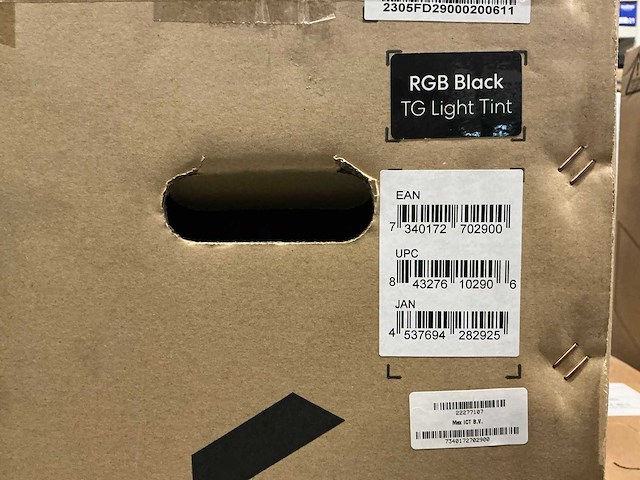 2305FD29000200611
RGB Black
TG Light Tint
EAN
7 340172 702900
UPC
8 43276 10290 6
JAN
4 537694 282925
22277107
Max ICT B.V.
7340172702900